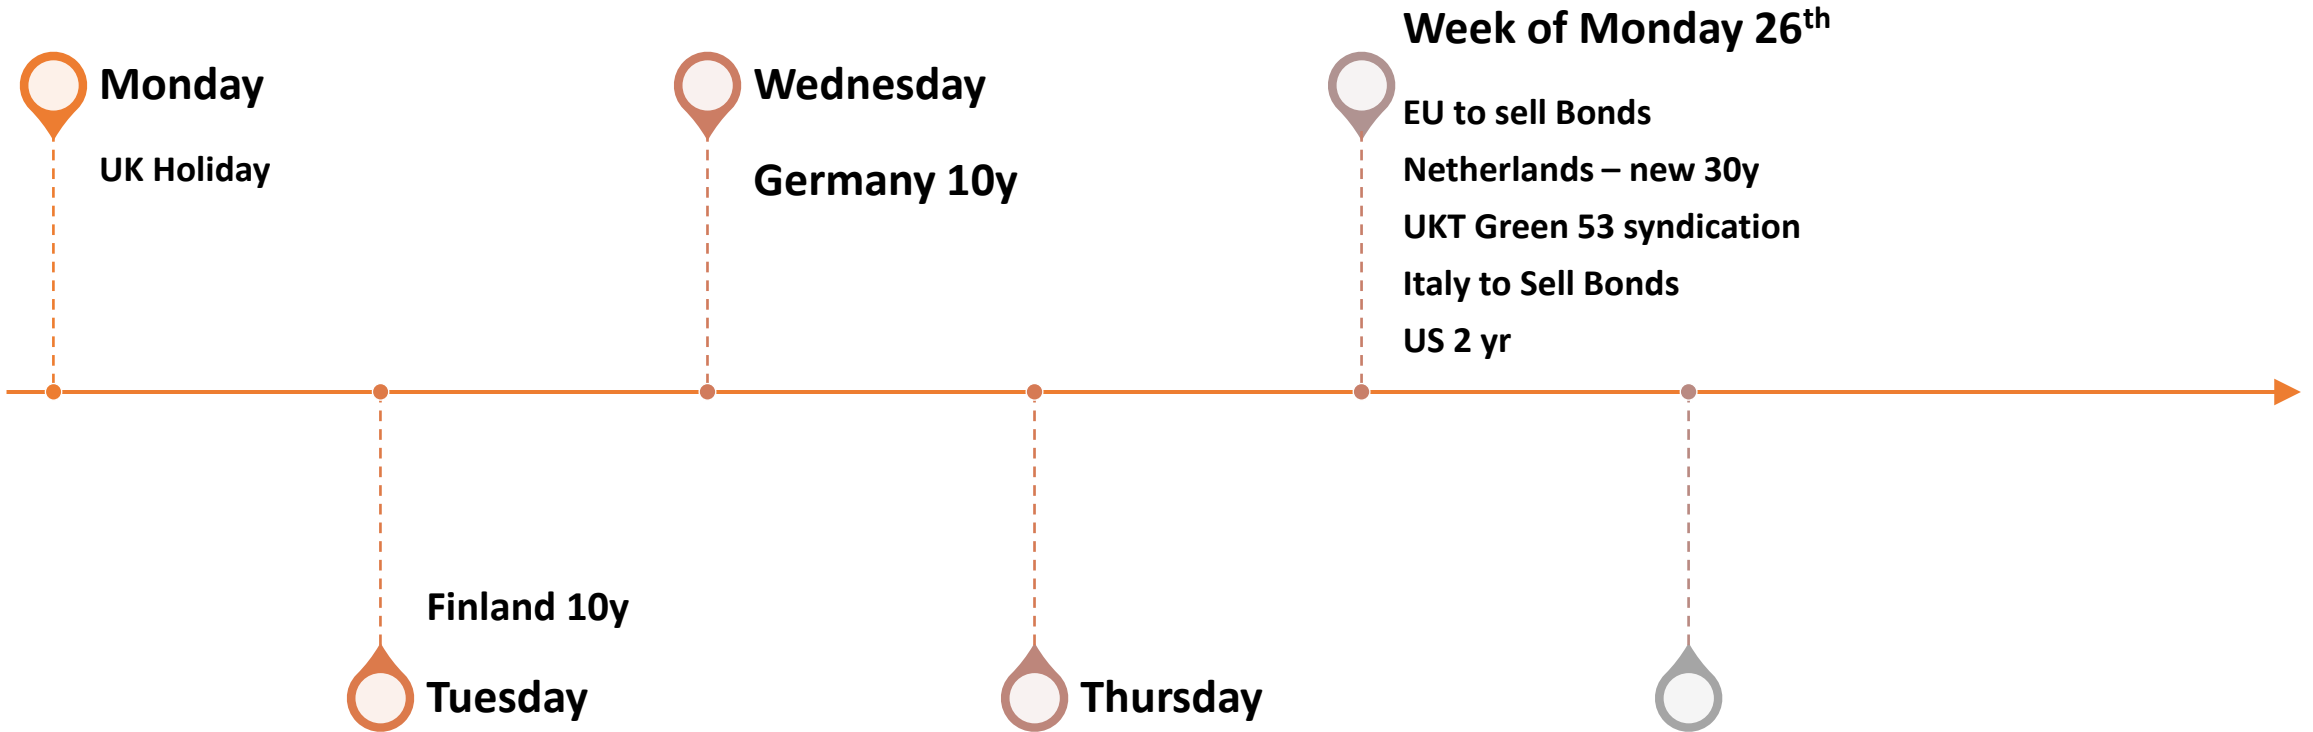 Monday
UK Holiday
Finland 10y
Tuesday
Wednesday
Germany 10y
Thursday
Week of Monday 26th
EU to sell Bonds
Netherlands – new 30y
UKT Green 53 syndication
Italy to Sell Bonds
US 2 yr